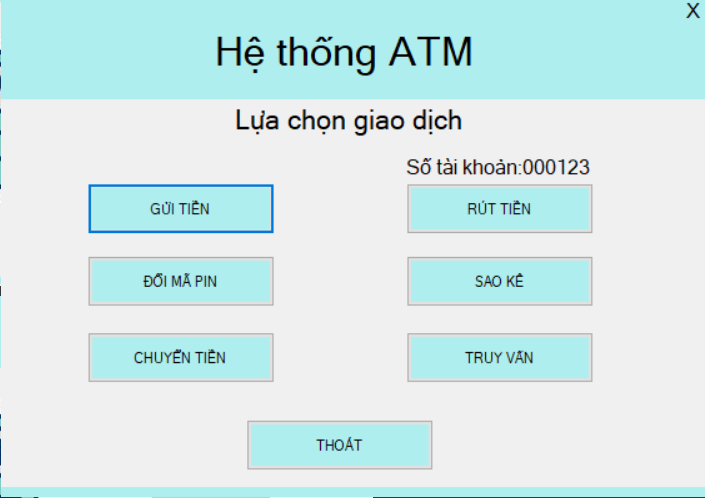 X
Hệ thống ATM
Lựa chọn giao dịch
Số tài khoản:000123
GỬI TIỀN
RÚT TIỀN
ĐỔI MÃ PIN
SAO KÊ
CHUYỂN TIỀN
TRUY VẤN
THOÁT